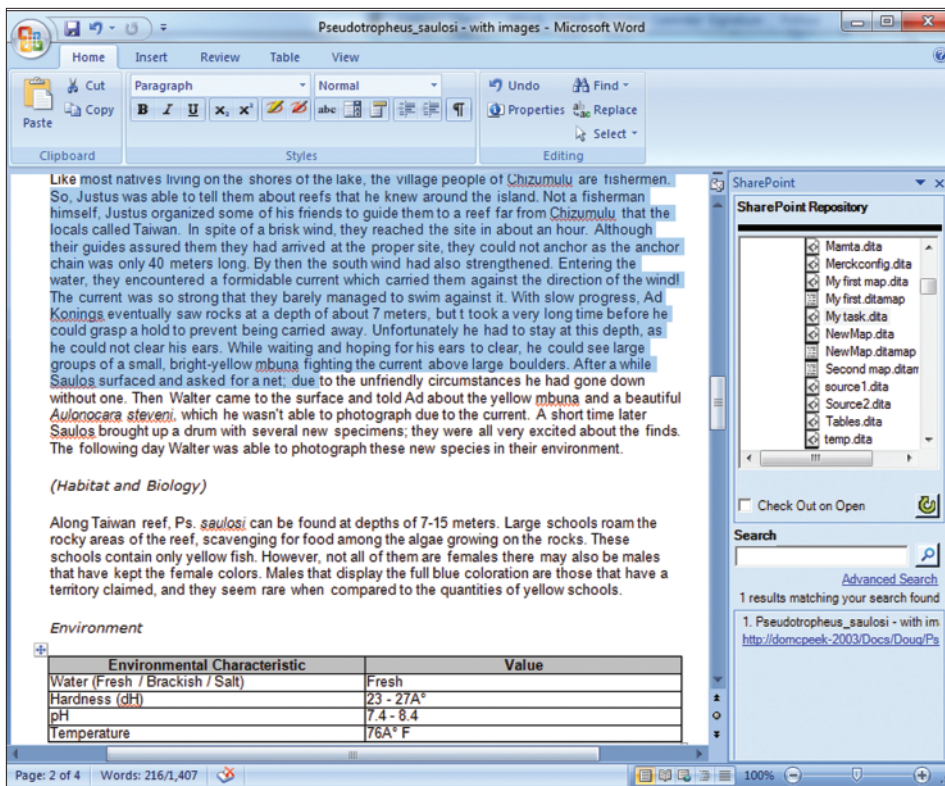 Pseudotropheus_saulosi - with images - Microsoft Word
Home Insert Review Table View
Paste
Cut
Copy
Clipboard
Paragraph Normal
B I U x₂ x² abc ¶
Styles
Undo Find
Properties Replace
Select
Editing
Like most natives living on the shores of the lake, the village people of Chizumulu are fishermen.
So, Justus was able to tell them about reefs that he knew around the island. Not a fisherman
himself, Justus organized some of his friends to guide them to a reef far from Chizumulu that the
locals called Taiwan. In spite of a brisk wind, they reached the site in about an hour. Although
their guides assured them they had arrived at the proper site, they could not anchor as the anchor
chain was only 40 meters long. By then the south wind had also strengthened. Entering the
water, they encountered a formidable current which carried them against the direction of the wind!
The current was so strong that they barely managed to swim against it. With slow progress, Ad
Konings eventually saw rocks at a depth of about 7 meters, but t took a very long time before he
could grasp a hold to prevent being carried away. Unfortunately he had to stay at this depth, as
he could not clear his ears. While waiting and hoping for his ears to clear, he could see large
groups of a small, bright-yellow mbuna fighting the current above large boulders. After a while
Saulos surfaced and asked for a net; due to the unfriendly circumstances he had gone down
without one. Then Walter came to the surface and told Ad about the yellow mbuna and a beautiful
Aulonocara steveni, which he wasn't able to photograph due to the current. A short time later
Saulos brought up a drum with several new specimens; they were all very excited about the finds.
The following day Walter was able to photograph these new species in their environment.
(Habitat and Biology)
Along Taiwan reef, Ps. saulosi can be found at depths of 7-15 meters. Large schools roam the
rocky areas of the reef, scavenging for food among the algae growing on the rocks. These
schools contain only yellow fish. However, not all of them are females there may also be males
that have kept the female colors. Males that display the full blue coloration are those that have a
territory claimed, and they seem rare when compared to the quantities of yellow schools.
Environment
Environmental Characteristic Value
Water (Fresh / Brackish / Salt) Fresh
Hardness (dH) 23 - 27A°
pH 7.4 - 8.4
Temperature 76A° F
SharePoint
SharePoint Repository
Mamta.dita
Merckconfig.dita
My first map.dita
My first.ditamap
My task.dita
NewMap.dita
NewMap.ditamap
Second map.ditam
source1.dita
Source2.dita
Tables.dita
temp.dita
Check Out on Open
Search
Advanced Search
1 results matching your search found
1. Pseudotropheus_saulosi - with im
http://domcpeek-2003/Docs/Doug/Ps
Page: 2 of 4 Words: 216/1,407 100%